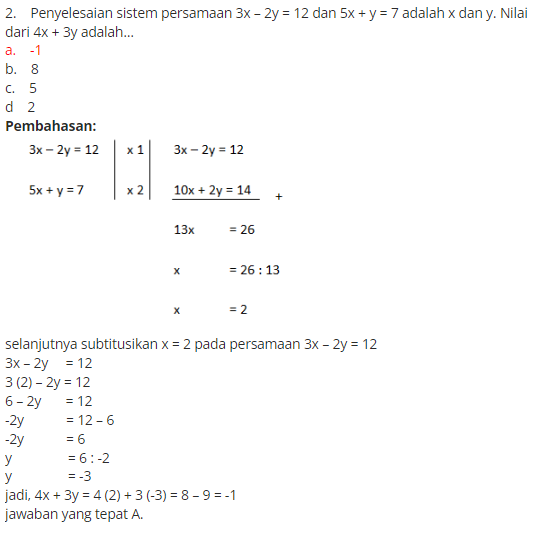 2. Penyelesaian sistem persamaan 3x – 2y = 12 dan 5x + y = 7 adalah x dan y. Nilai
dari 4x + 3y adalah...
a. -1
b. 8
c. 5
d 2
Pembahasan:
3x – 2y = 12 x 1 3x – 2y = 12
5x + y = 7 x 2 10x + 2y = 14 +
13x = 26
x = 26 : 13
x = 2
selanjutnya subtitusikan x = 2 pada persamaan 3x – 2y = 12
3x – 2y = 12
3 (2) – 2y = 12
6 – 2y = 12
-2y = 12 – 6
-2y = 6
y = 6 : -2
y = -3
jadi, 4x + 3y = 4 (2) + 3 (-3) = 8 – 9 = -1
jawaban yang tepat A.